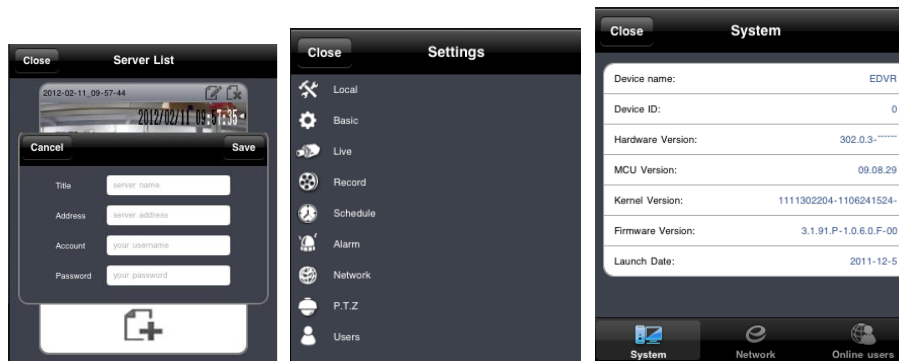 Close
Server List
2012-02-11_09-57-44
2012/02/11 09:57:35
Cancel
Save
Title
server name
Address
server address
Account
your username
Password
your password
Close
Settings
Local
Basic
Live
Record
Schedule
Alarm
Network
P.T.Z
Users
Close
System
Device name: EDVR
Device ID: 0
Hardware Version: 302.0.3-
MCU Version: 09.08.29
Kernel Version: 1111302204-1106241524-
Firmware Version: 3.1.91.P-1.0.6.0.F-00
Launch Date: 2011-12-5
System
Network
Online users